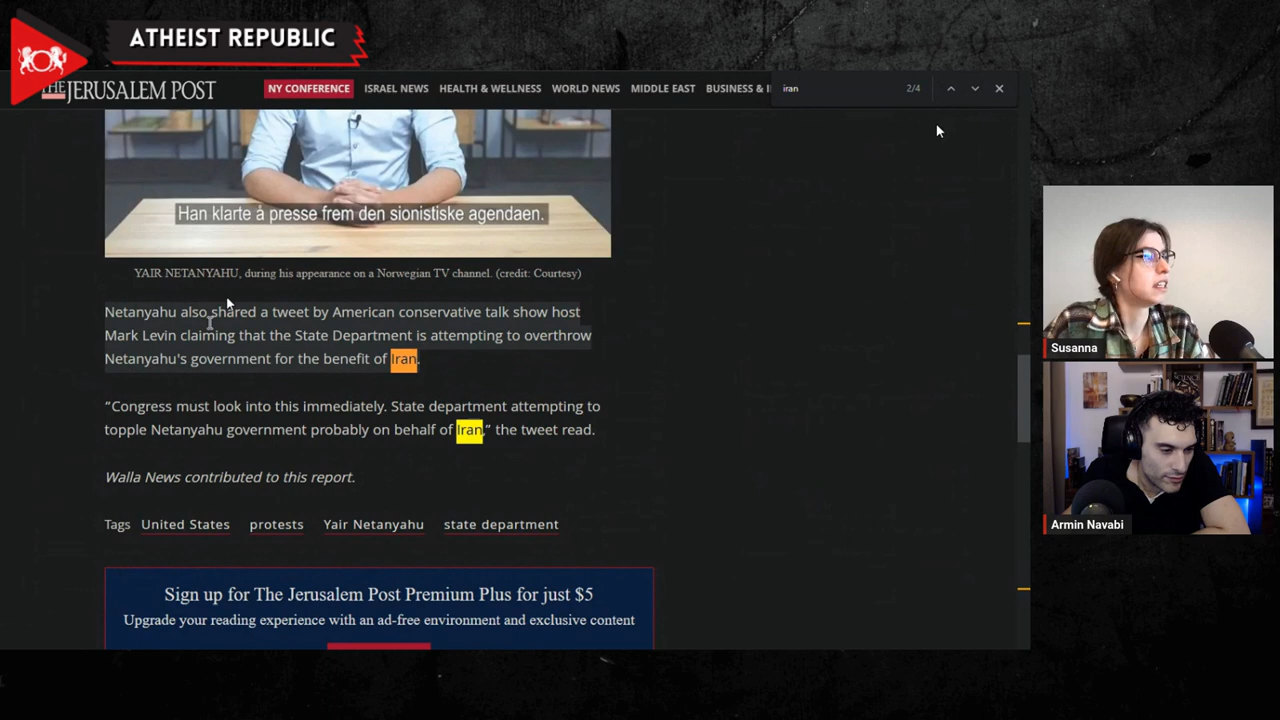 ATHEIST REPUBLIC
THE JERUSALEM POST
NY CONFERENCE ISRAEL NEWS HEALTH & WELLNESS WORLD NEWS MIDDLE EAST BUSINESS & I
iran 2/4
Han klarte å presse frem den sionistiske agendaen.
YAIR NETANYAHU, during his appearance on a Norwegian TV channel. (credit: Courtesy)
Netanyahu also shared a tweet by American conservative talk show host
Mark Levin claiming that the State Department is attempting to overthrow
Netanyahu's government for the benefit of Iran.
“Congress must look into this immediately. State department attempting to
topple Netanyahu government probably on behalf of Iran,” the tweet read.
Walla News contributed to this report.
Tags United States protests Yair Netanyahu state department
Sign up for The Jerusalem Post Premium Plus for just $5
Upgrade your reading experience with an ad-free environment and exclusive content
Susanna
Armin Navabi